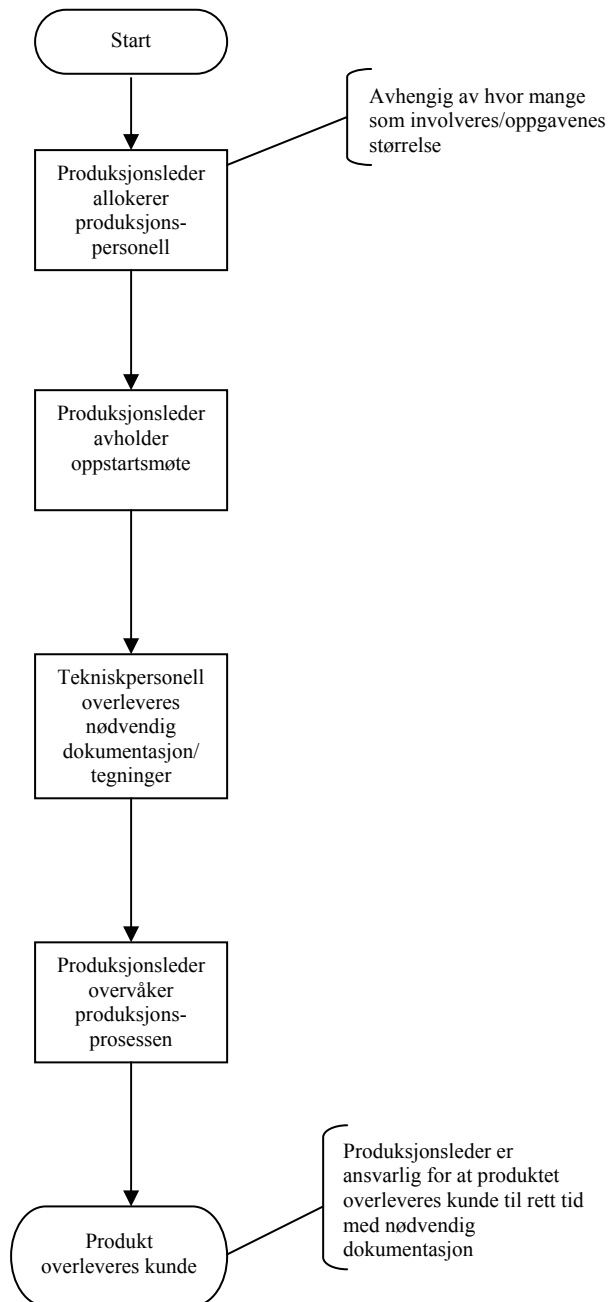 Start
Avhengig av hvor mange
som involveres/oppgavenes
størrelse
Produksjonsleder
allokerer
produksjons-
personell
Produksjonsleder
avholder
oppstartsmøte
Tekniskpersonell
overleveres
nødvendig
dokumentasjon/
tegninger
Produksjonsleder
overvåker
produksjons-
prosessen
Produksjonsleder er
ansvarlig for at produktet
overleveres kunde til rett tid
med nødvendig
dokumentasjon
Produkt
overleveres kunde